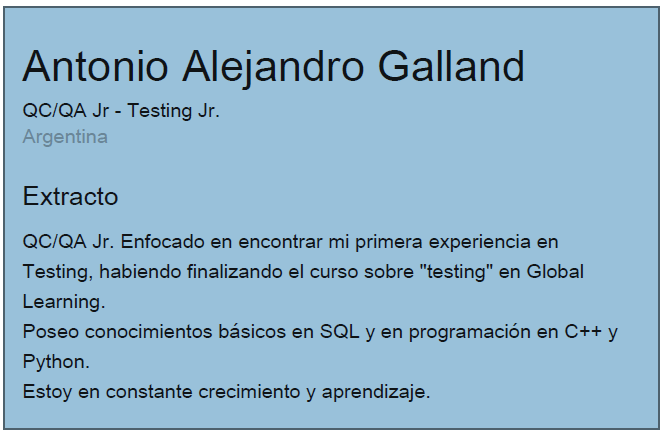 Antonio Alejandro Galland
QC/QA Jr - Testing Jr.
Argentina
Extracto
QC/QA Jr. Enfocado en encontrar mi primera experiencia en
Testing, habiendo finalizando el curso sobre "testing" en Global
Learning.
Poseo conocimientos básicos en SQL y en programación en C++ y
Python.
Estoy en constante crecimiento y aprendizaje.